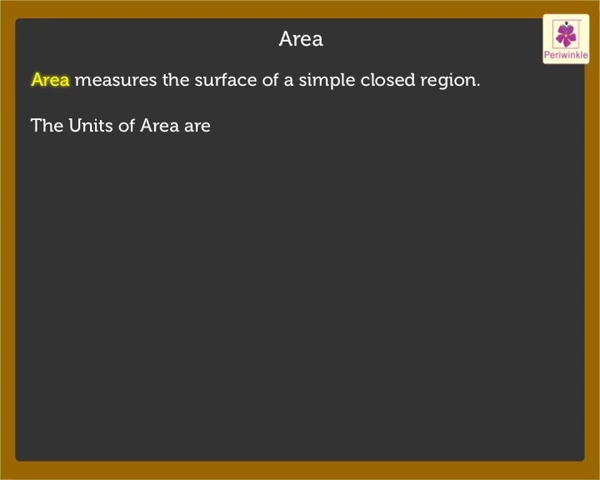 Area
Periwinkle
Area measures the surface of a simple closed region.
The Units of Area are